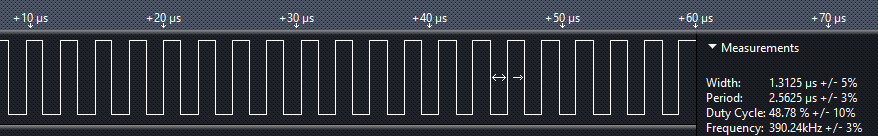 +10 µs +20 µs +30 µs +40 µs +50 µs +60 µs +70 µs
Measurements
Width: 1.3125 µs +/- 5%
Period: 2.5625 µs +/- 3%
Duty Cycle: 48.78 % +/- 10%
Frequency: 390.24kHz +/- 3%